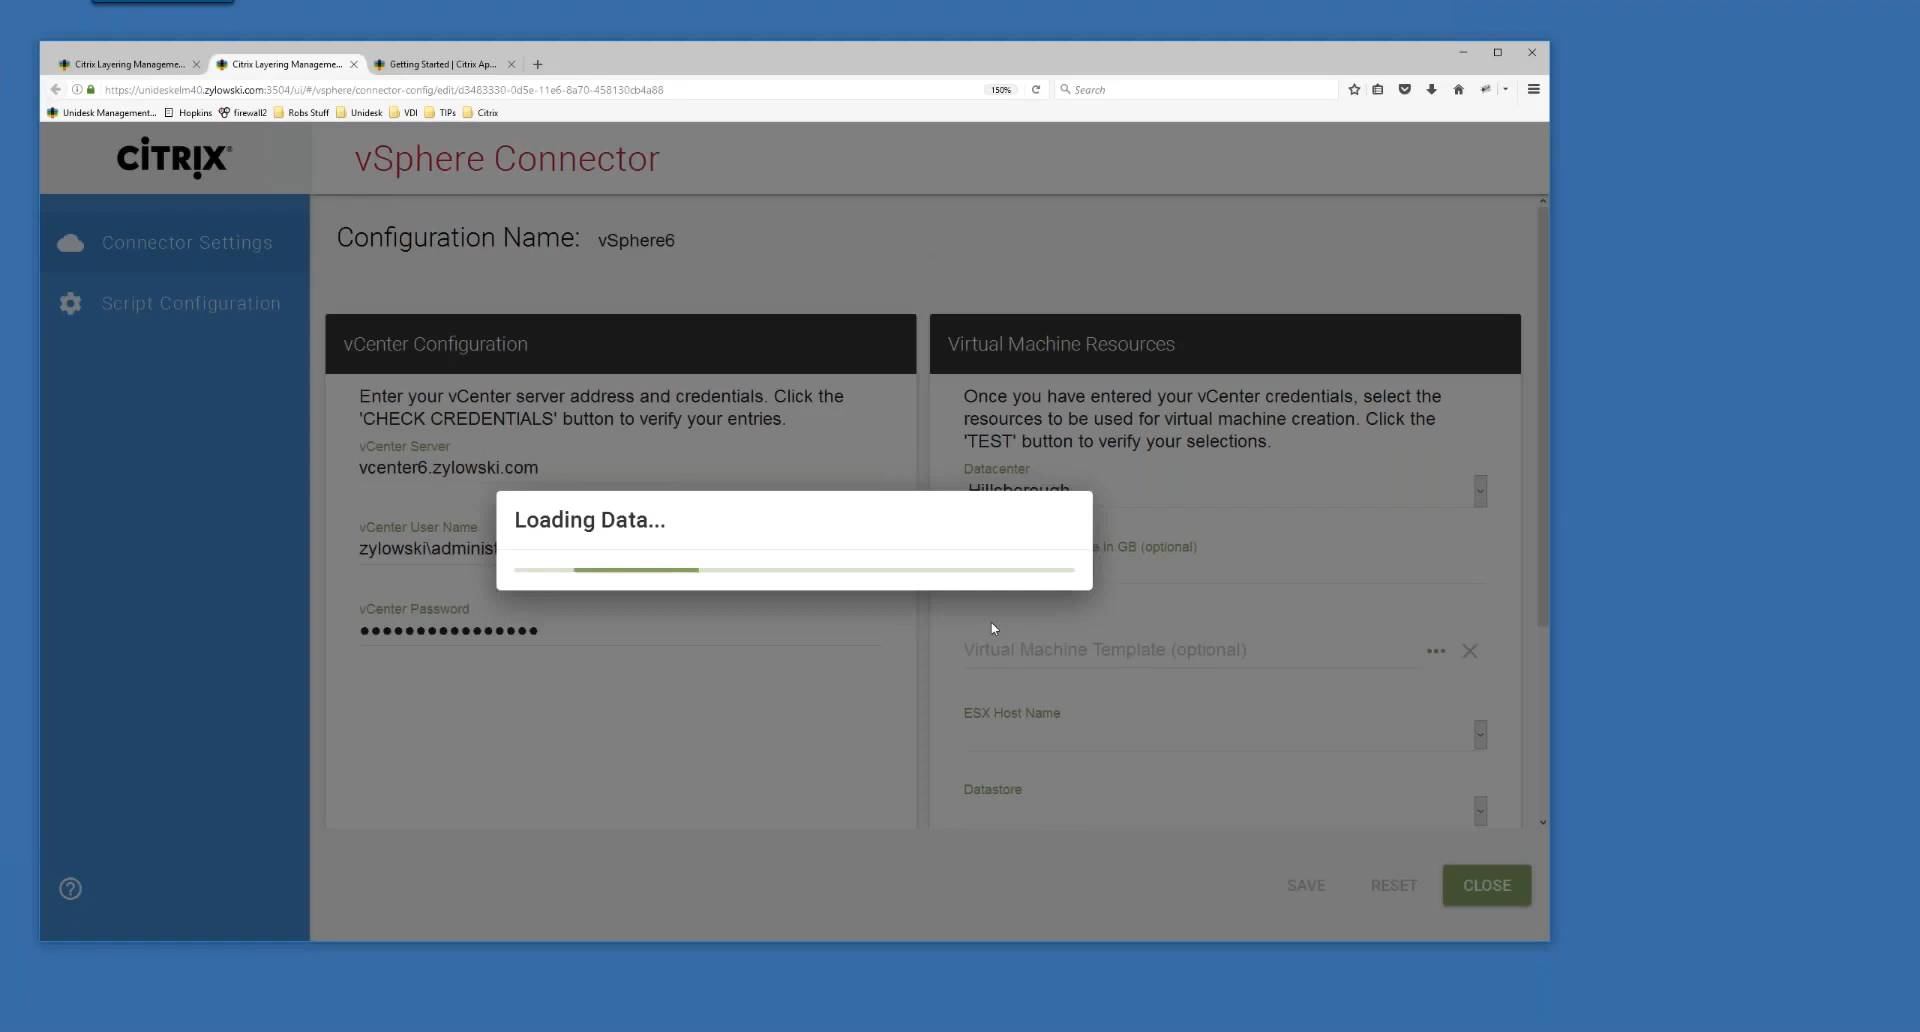 Citrix Layering Manageme...
Citrix Layering Manageme...
Getting Started | Citrix Ap...
https://unideskelm40.zylowski.com:3504/ui/#/vsphere/connector-config/edit/d3483330-0d5e-11e6-8a70-458130cb4a88
150%
Search
Unidesk Management...
Hopkins
firewall2
Robs Stuff
Unidesk
VDI
TIPs
Citrix
CITRIX®
vSphere Connector
Connector Settings
Script Configuration
Configuration Name: vSphere6
vCenter Configuration
Enter your vCenter server address and credentials. Click the
'CHECK CREDENTIALS' button to verify your entries.
vCenter Server
vcenter6.zylowski.com
vCenter User Name
zylowski\administ
vCenter Password
Virtual Machine Resources
Once you have entered your vCenter credentials, select the
resources to be used for virtual machine creation. Click the
'TEST' button to verify your selections.
Datacenter
Hillsborough
Loading Data...
e in GB (optional)
Virtual Machine Template (optional)
ESX Host Name
Datastore
SAVE
RESET
CLOSE